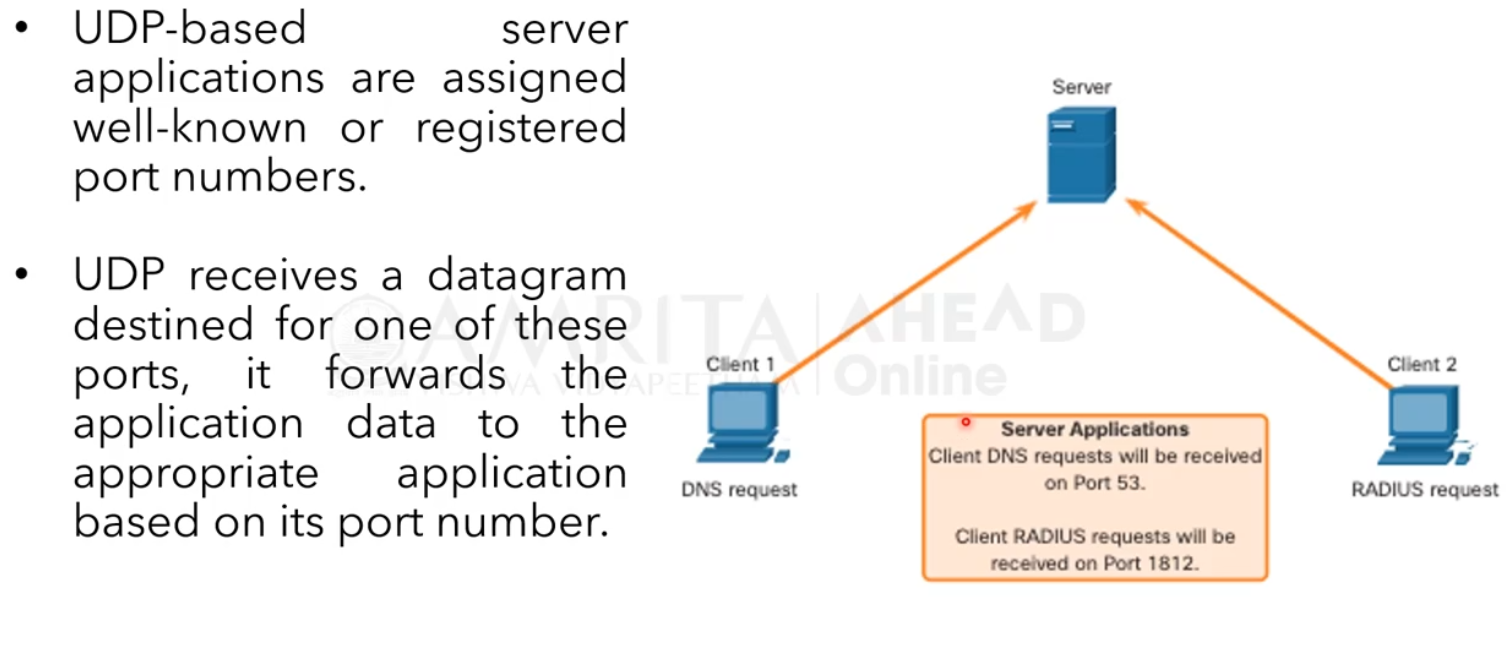 • UDP-based server
applications are assigned
well-known or registered
port numbers.
• UDP receives a datagram
destined for one of these
ports, it forwards the
application data to the
appropriate application
based on its port number.
Server
Client 1
DNS request
Client 2
RADIUS request
Server Applications
Client DNS requests will be received
on Port 53.
Client RADIUS requests will be
received on Port 1812.
AMRITA
VISHWA VIDYAPEETHAM
AHEAD
Online